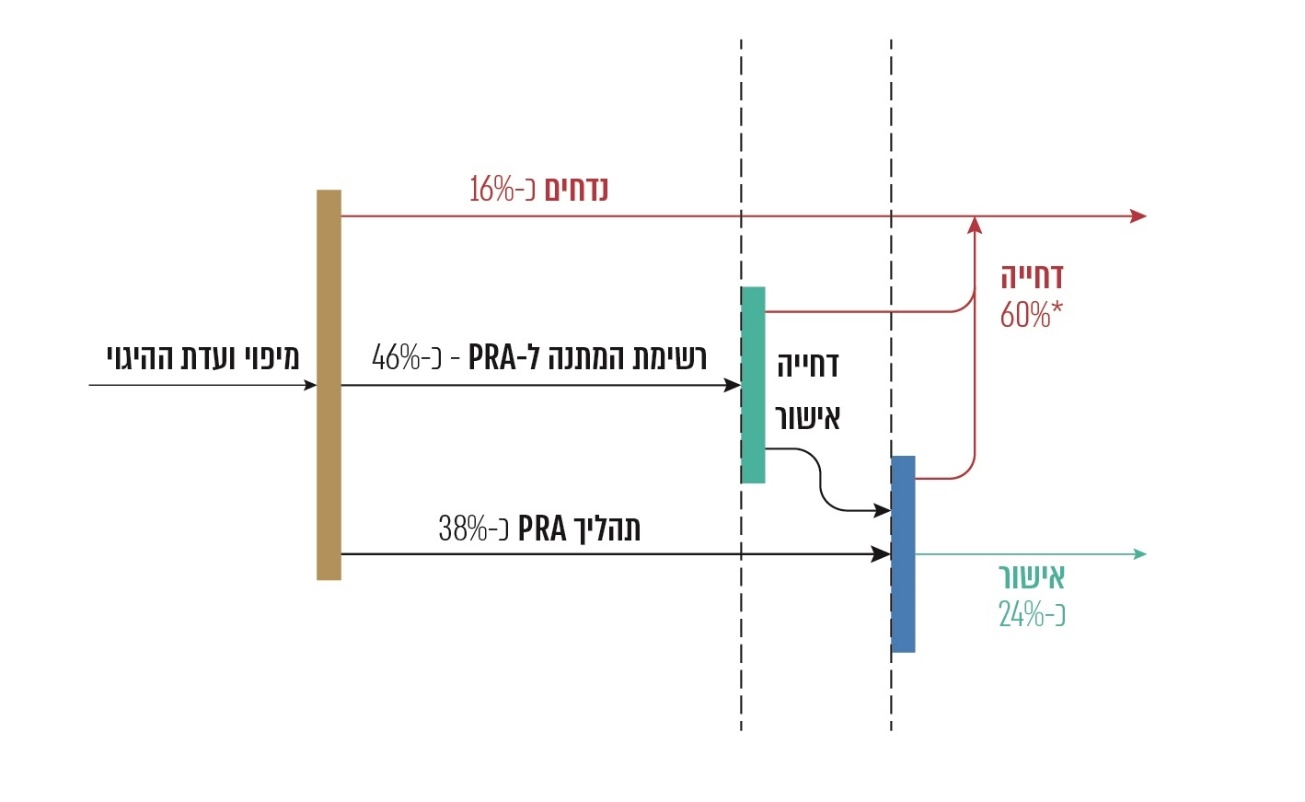 נדחים כ-16%
דחייה
60%*
מיפוי ועדת ההיגוי
רשימת המתנה ל-PRA - כ-46%
דחייה
אישור
תהליך PRA כ-38%
אישור
כ-24%